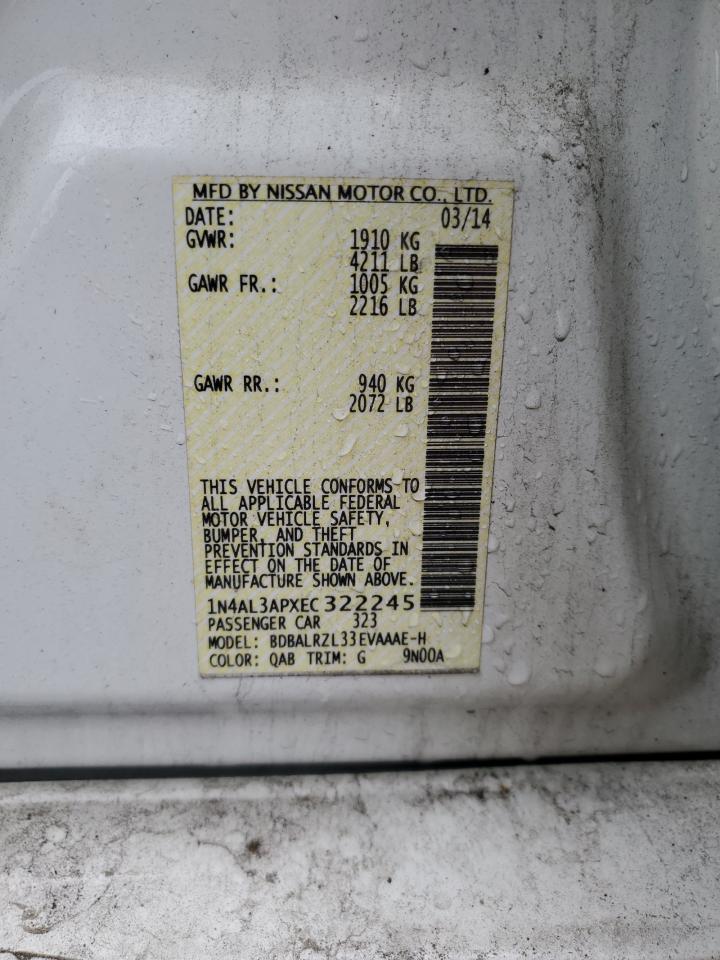 MFD BY NISSAN MOTOR CO., LTD.
DATE: 03/14
GVWR: 1910 KG
4211 LB
GAWR FR.: 1005 KG
2216 LB
GAWR RR.: 940 KG
2072 LB
THIS VEHICLE CONFORMS TO
ALL APPLICABLE FEDERAL
MOTOR VEHICLE SAFETY,
BUMPER, AND THEFT
PREVENTION STANDARDS IN
EFFECT ON THE DATE OF
MANUFACTURE SHOWN ABOVE.
1N4AL3APXEC322245
PASSENGER CAR 323
MODEL: BDBALRZL33EVAAAE-H
COLOR: QAB TRIM: G 9N00A